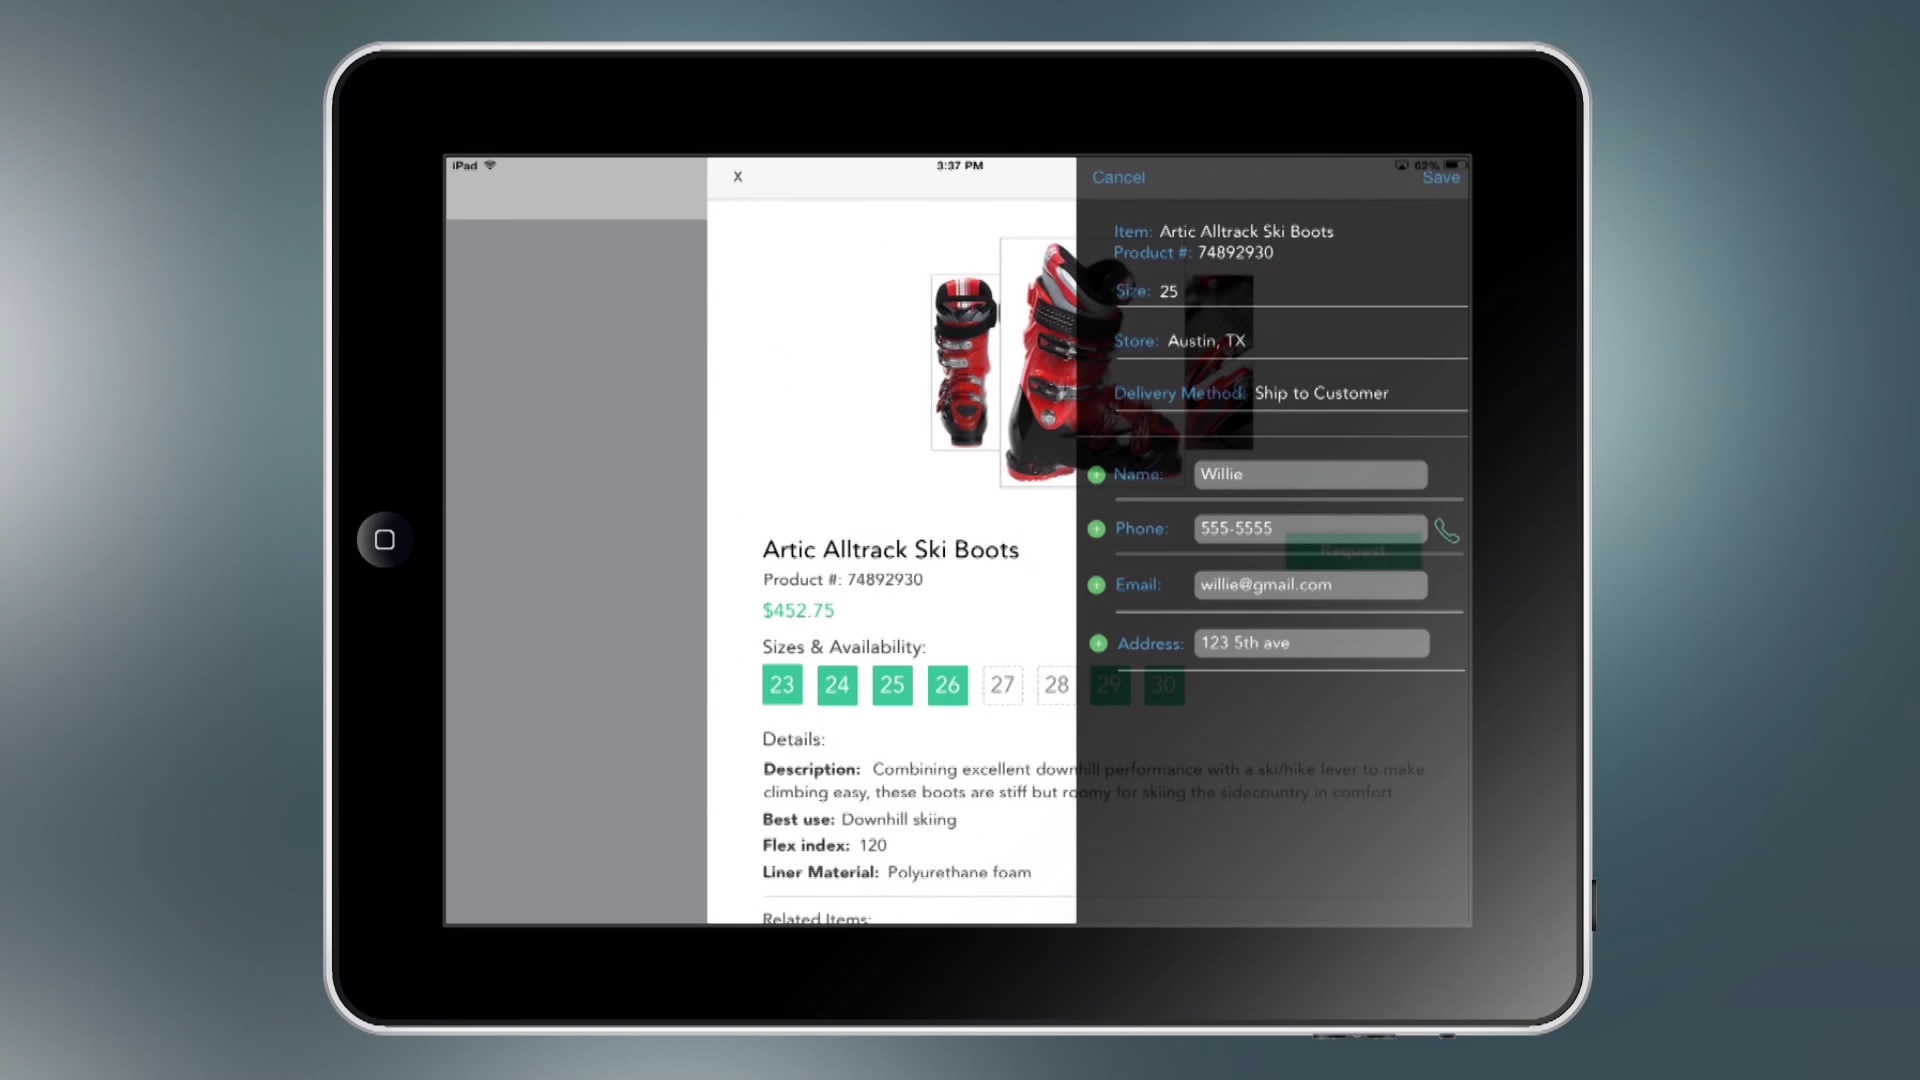 iPad
3:37 PM
62%
X
Cancel
Save
Item: Artic Alltrack Ski Boots
Product #: 74892930
Size: 25
Store: Austin, TX
Delivery Method: Ship to Customer
Name: Willie
Phone: 555-5555
Request
Email: willie@gmail.com
Address: 123 5th ave
Artic Alltrack Ski Boots
Product #: 74892930
$452.75
Sizes & Availability:
23 24 25 26 27 28 29 30
Details:
Description: Combining excellent downhill performance with a ski/hike lever to make
climbing easy, these boots are stiff but roomy for skiing the sidecountry in comfort.
Best use: Downhill skiing
Flex index: 120
Liner Material: Polyurethane foam
Related Items: